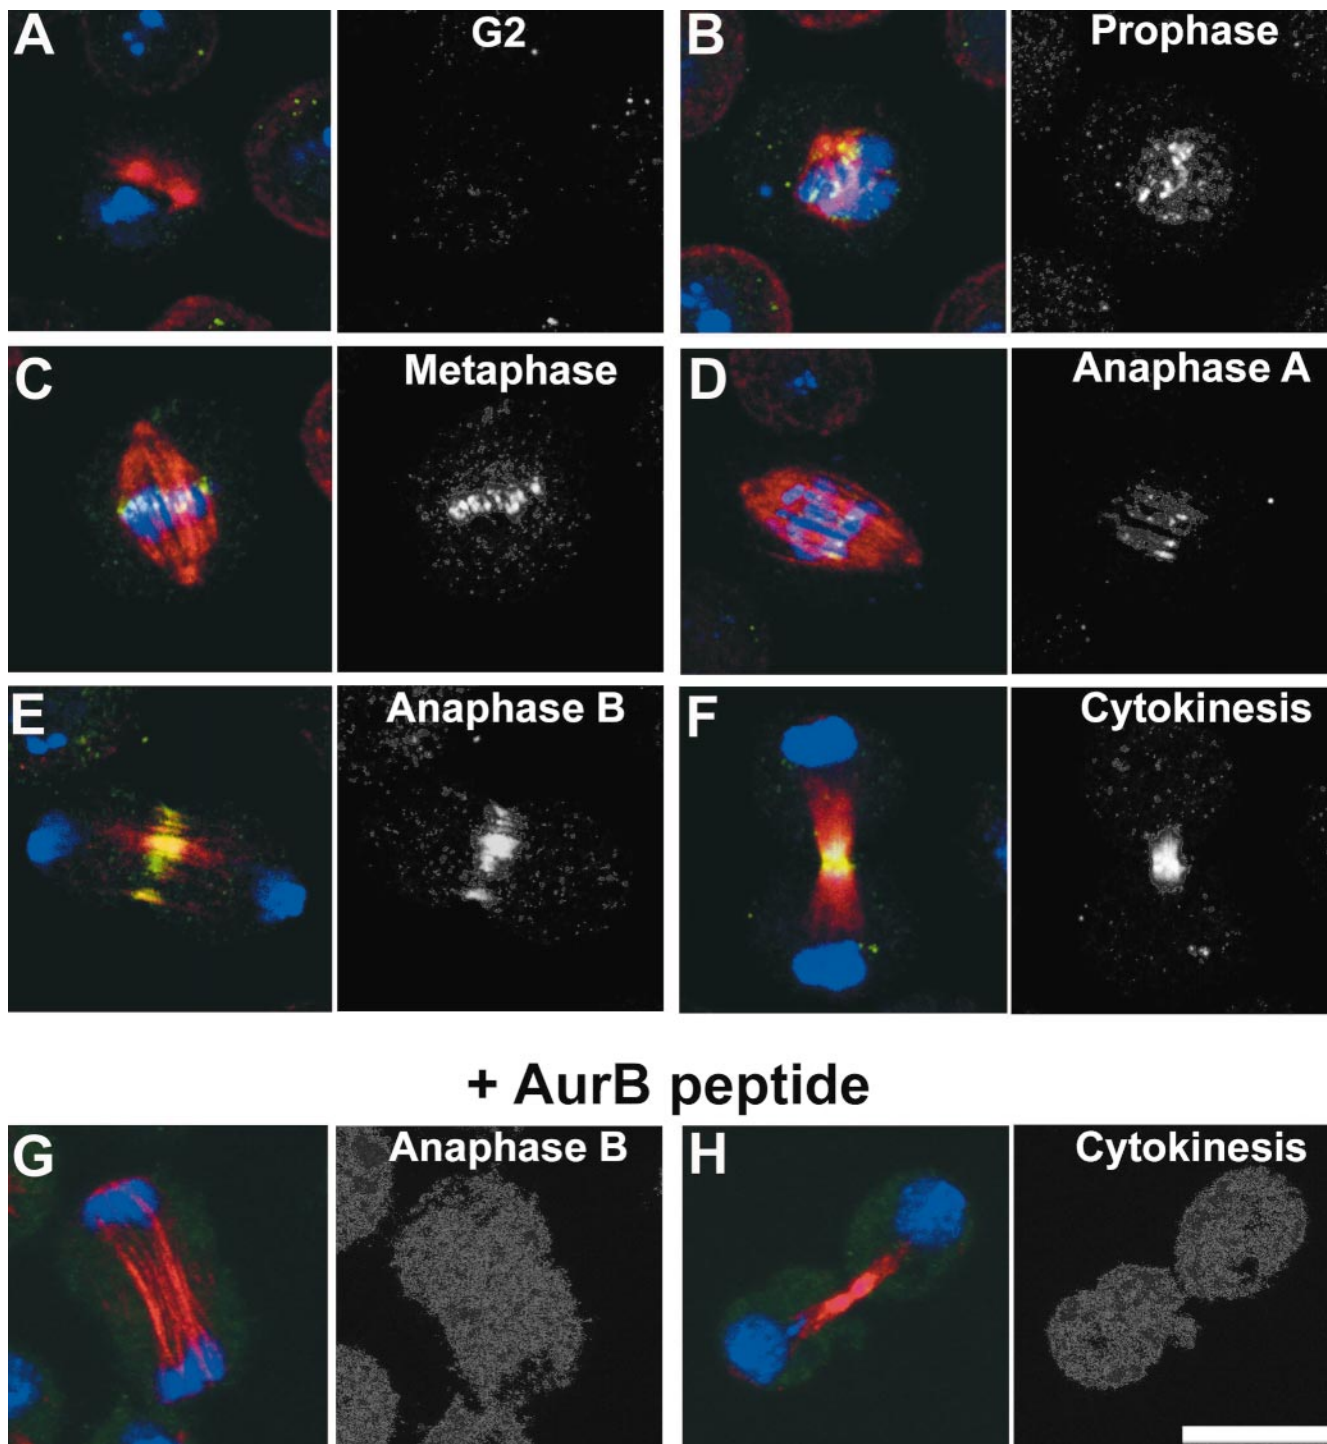 A G2 B Prophase
C Metaphase D Anaphase A
E Anaphase B F Cytokinesis
+ AurB peptide
G Anaphase B H Cytokinesis